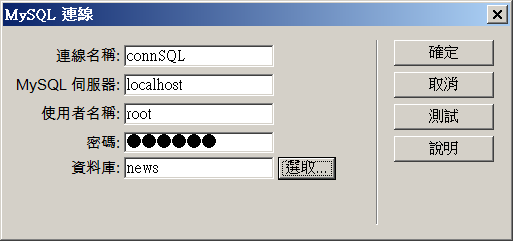 MySQL 連線
連線名稱: connSQL
確定
MySQL 伺服器: localhost
取消
使用者名稱: root
測試
密碼: ●●●●●●
說明
資料庫: news 選取...